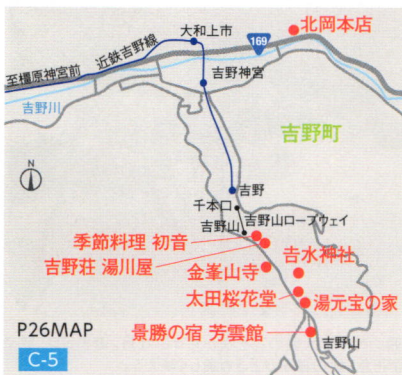 北岡本店
大和上市
169
近鉄吉野線
至橿原神宮前
吉野神宮
吉野川
吉野町
N
吉野
千本口
吉野山ロープウェイ
吉野山
季節料理 初音
吉野荘 湯川屋
吉水神社
金峯山寺
太田桜花堂
湯元宝の家
P26MAP
景勝の宿 芳雲館
吉野山
C-5